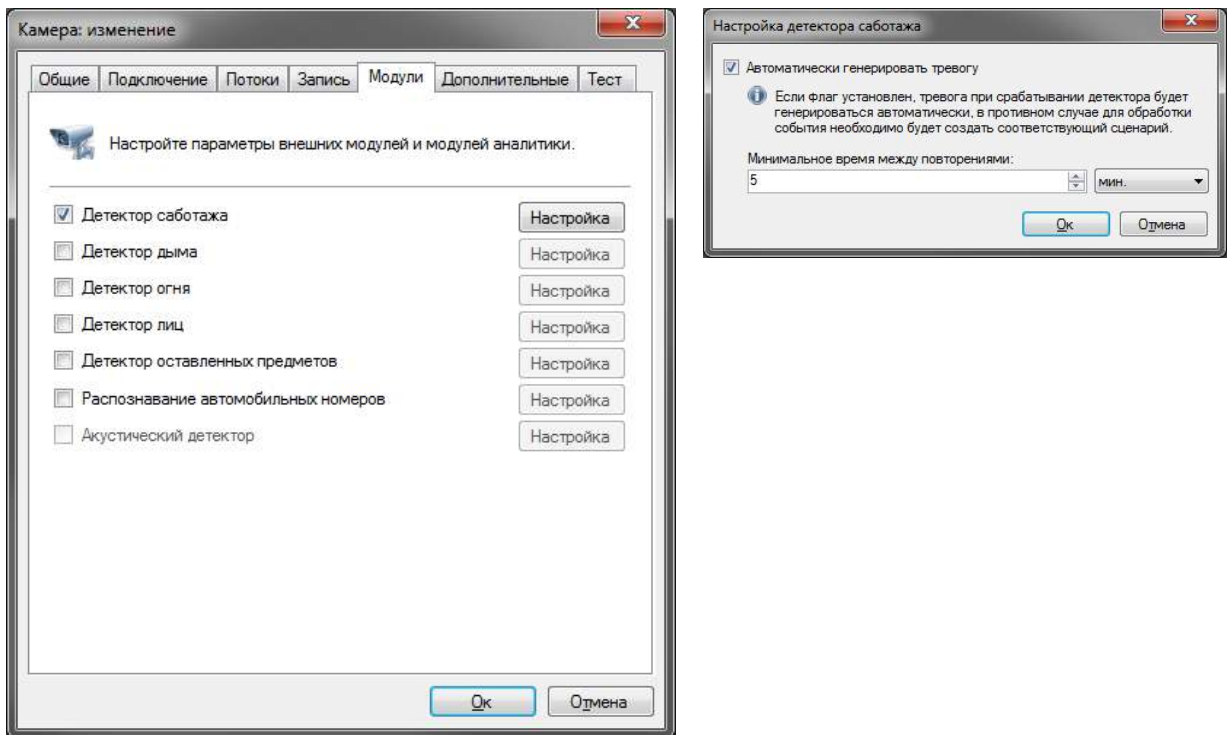 Камера: изменение
Общие
Подключение
Потоки
Запись
Модули
Дополнительные
Тест
Настройте параметры внешних модулей и модулей аналитики.
Детектор саботажа
Настройка
Детектор дыма
Настройка
Детектор огня
Настройка
Детектор лиц
Настройка
Детектор оставленных предметов
Настройка
Распознавание автомобильных номеров
Настройка
Акустический детектор
Настройка
Ок
Отмена
Настройка детектора саботажа
Автоматически генерировать тревогу
Если флаг установлен, тревога при срабатывании детектора будет
генерироваться автоматически, в противном случае для обработки
события необходимо будет создать соответствующий сценарий.
Минимальное время между повторениями:
5
мин.
Ок
Отмена